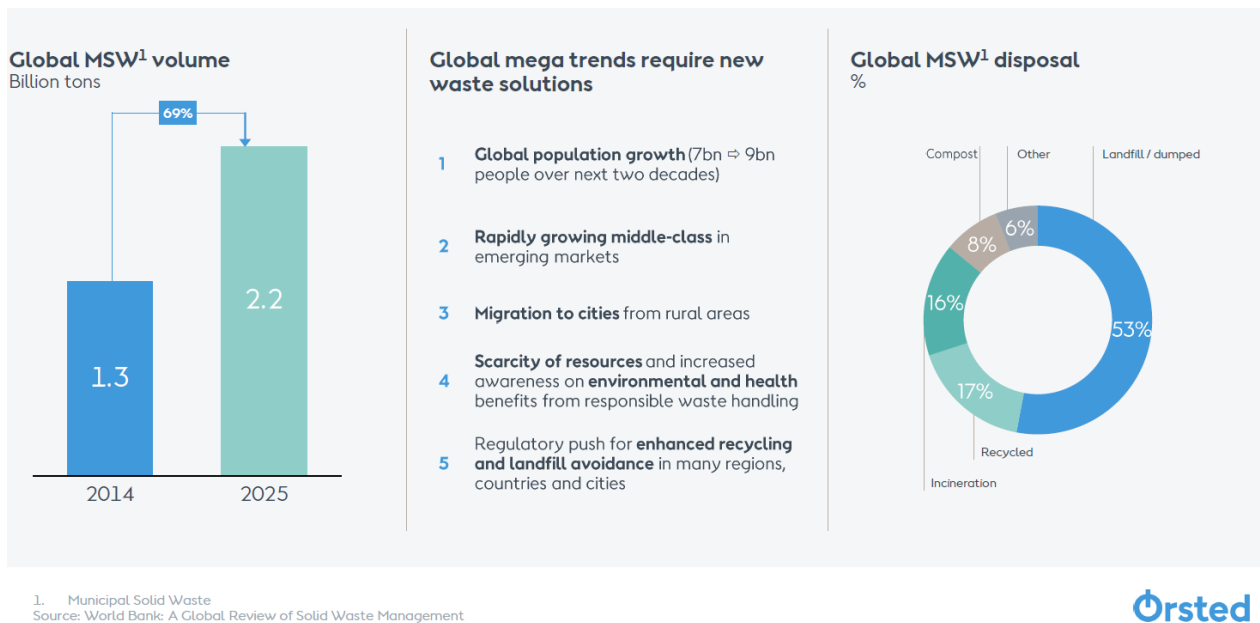 Global MSW¹ volume
Billion tons
69%
1.3
2.2
2014
2025
Global mega trends require new
waste solutions
1 Global population growth (7bn ⇨ 9bn
people over next two decades)
2 Rapidly growing middle-class in
emerging markets
3 Migration to cities from rural areas
4 Scarcity of resources and increased
awareness on environmental and health
benefits from responsible waste handling
5 Regulatory push for enhanced recycling
and landfill avoidance in many regions,
countries and cities
Global MSW¹ disposal
%
Compost
Other
Landfill / dumped
6%
8%
16%
53%
17%
Recycled
Incineration
1. Municipal Solid Waste
Source: World Bank: A Global Review of Solid Waste Management
Ørsted